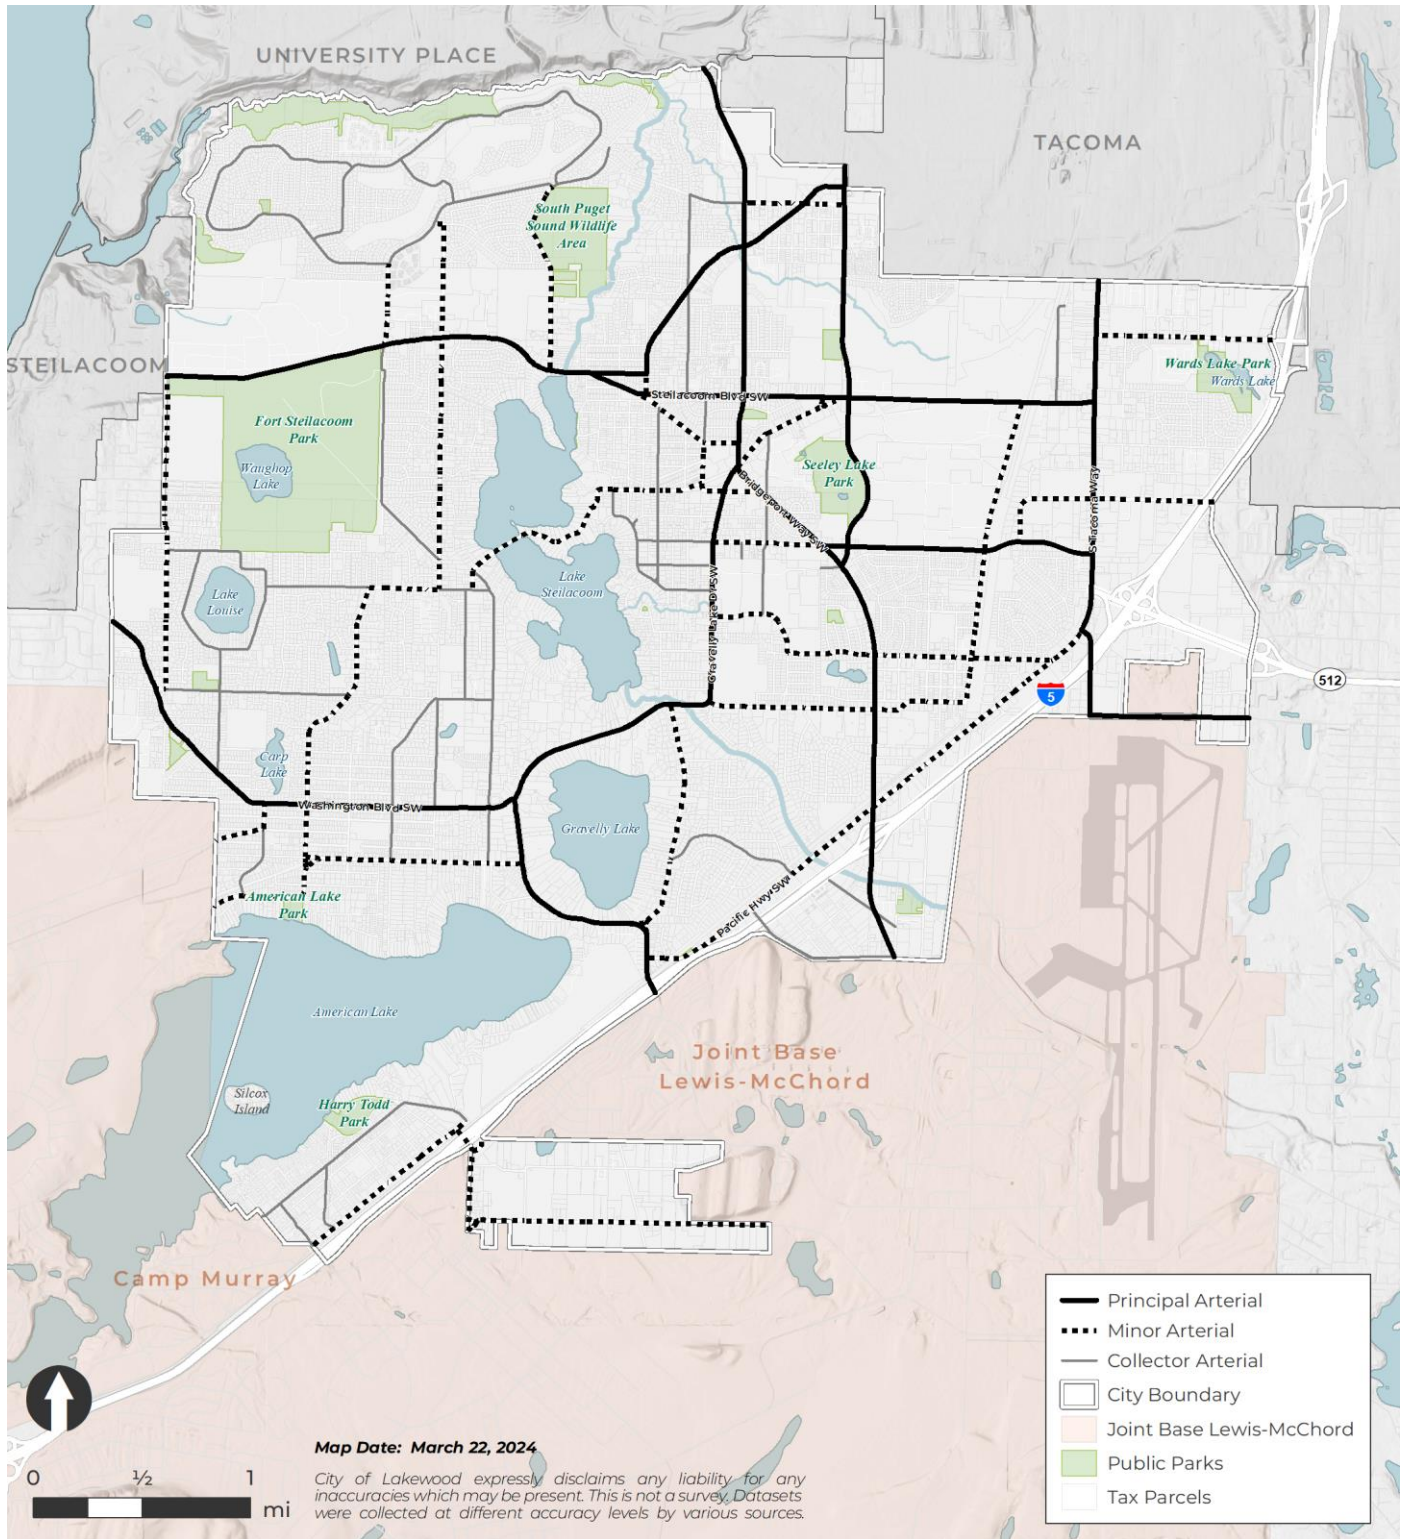 UNIVERSITY PLACE
TACOMA
South Puget
Sound Wildlife
Area
STEILACOOM
Wards Lake Park
Wards Lake
Steilacoom Blvd SW
Fort Steilacoom
Park
Waughop
Lake
Seeley Lake
Park
Bridgeport Way SW
S Tacoma Way
Lake
Louise
Lake
Steilacoom
Gravelly Lake Dr SW
512
5
Carp
Lake
Washington Blvd SW
Gravelly Lake
American Lake
Park
Pacific Hwy SW
American Lake
Joint Base
Lewis-McChord
Silcox
Island
Harry Todd
Park
Camp Murray
Principal Arterial
Minor Arterial
Collector Arterial
City Boundary
Joint Base Lewis-McChord
Public Parks
Tax Parcels
Map Date: March 22, 2024
0 ½ 1
mi
City of Lakewood expressly disclaims any liability for any
inaccuracies which may be present. This is not a survey. Datasets
were collected at different accuracy levels by various sources.